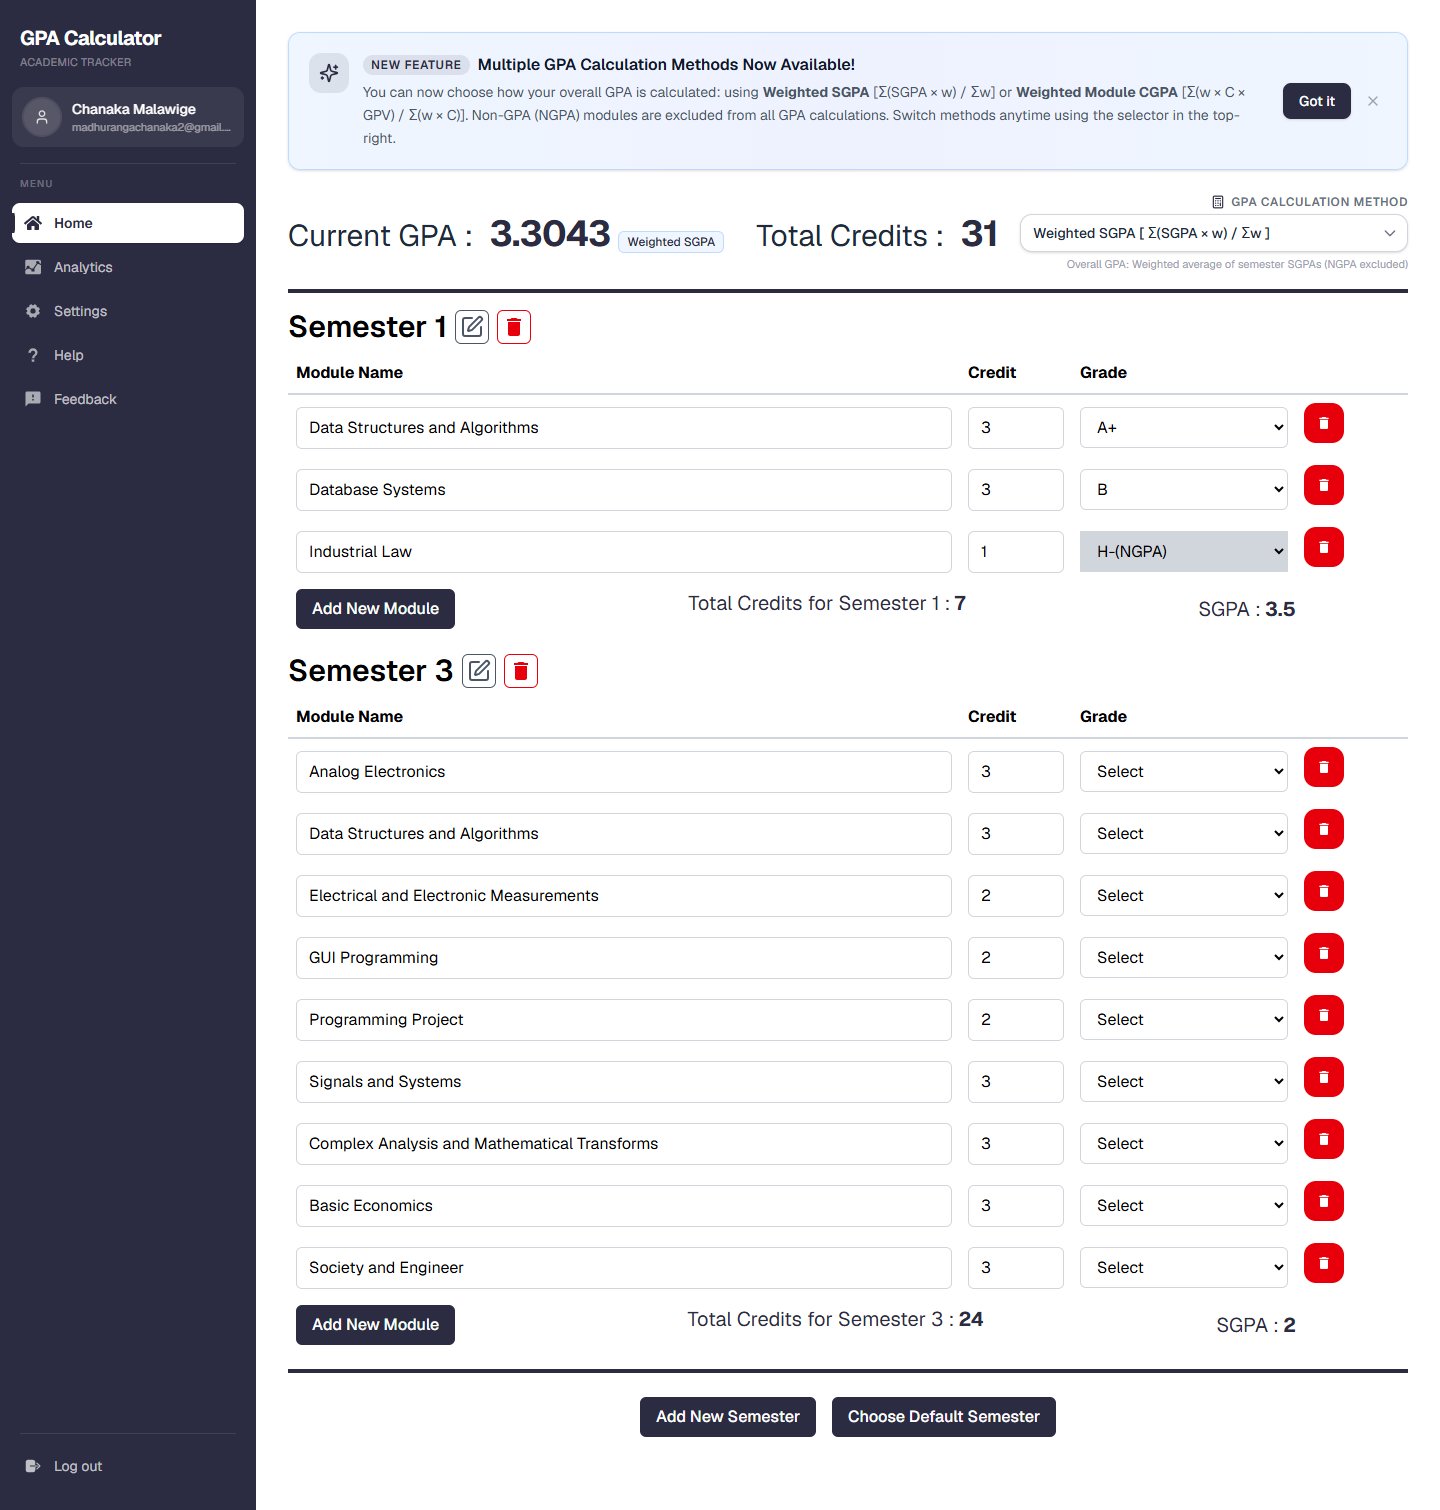 GPA Calculator
ACADEMIC TRACKER
Chanaka Malawige
madhurangachanaka2@gmail....
MENU
Home
Analytics
Settings
Help
Feedback
Log out
NEW FEATURE Multiple GPA Calculation Methods Now Available!
You can now choose how your overall GPA is calculated: using Weighted SGPA [Σ(SGPA × w) / Σw] or Weighted Module CGPA [Σ(w × C ×
GPV) / Σ(w × C)]. Non-GPA (NGPA) modules are excluded from all GPA calculations. Switch methods anytime using the selector in the top-
right.
Got it
GPA CALCULATION METHOD
Current GPA : 3.3043 Weighted SGPA Total Credits : 31
Weighted SGPA [ Σ(SGPA × w) / Σw ]
Overall GPA: Weighted average of semester SGPAs (NGPA excluded)
Semester 1
Module Name Credit Grade
Data Structures and Algorithms 3 A+
Database Systems 3 B
Industrial Law 1 H-(NGPA)
Add New Module Total Credits for Semester 1 : 7 SGPA : 3.5
Semester 3
Module Name Credit Grade
Analog Electronics 3 Select
Data Structures and Algorithms 3 Select
Electrical and Electronic Measurements 2 Select
GUI Programming 2 Select
Programming Project 2 Select
Signals and Systems 3 Select
Complex Analysis and Mathematical Transforms 3 Select
Basic Economics 3 Select
Society and Engineer 3 Select
Add New Module Total Credits for Semester 3 : 24 SGPA : 2
Add New Semester Choose Default Semester